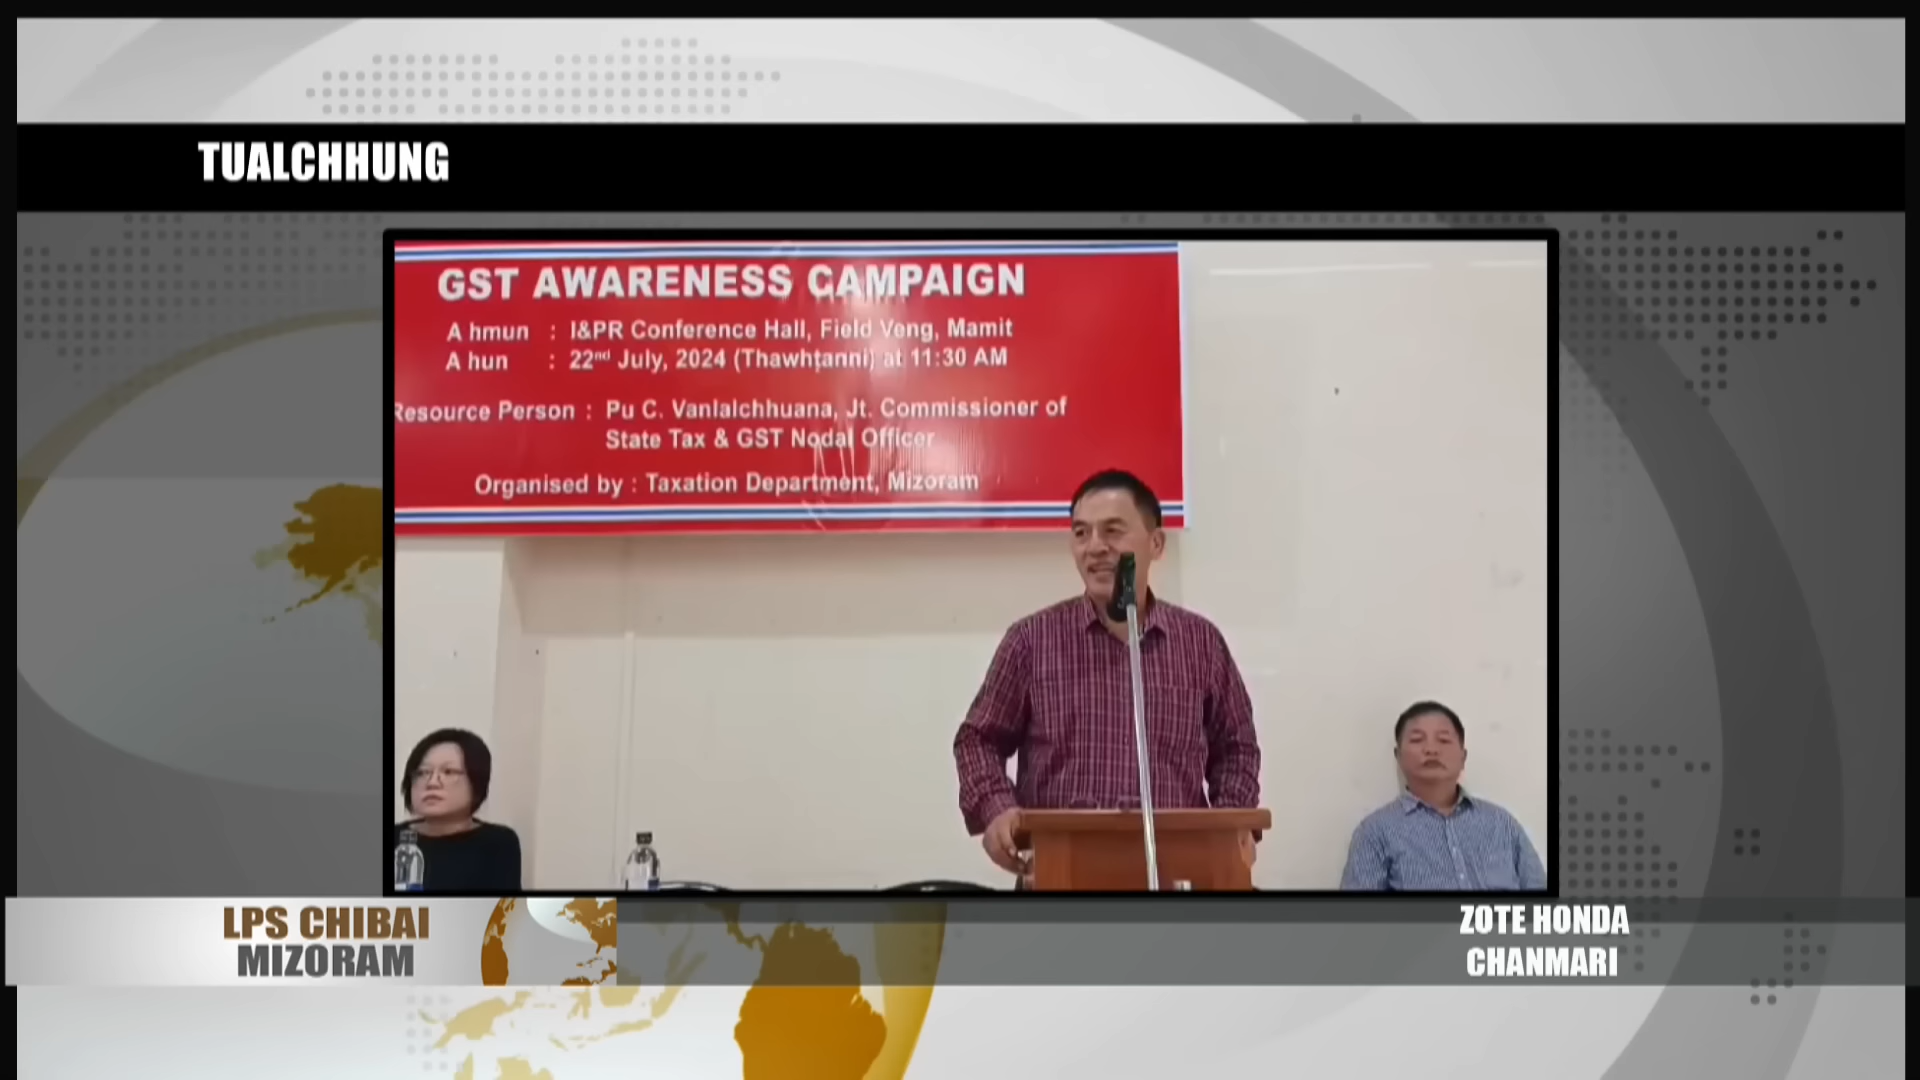 TUALCHHUNG
GST AWARENESS CAMPAIGN
A hmun : I&PR Conference Hall, Field Veng, Mamit
A hun : 22nd July, 2024 (Thawhṭanni) at 11:30 AM
Resource Person : Pu C. Vanlalchhuana, Jt. Commissioner of
State Tax & GST Nodal Officer
Organised by : Taxation Department, Mizoram
LPS CHIBAI
MIZORAM
ZOTE HONDA
CHANMARI